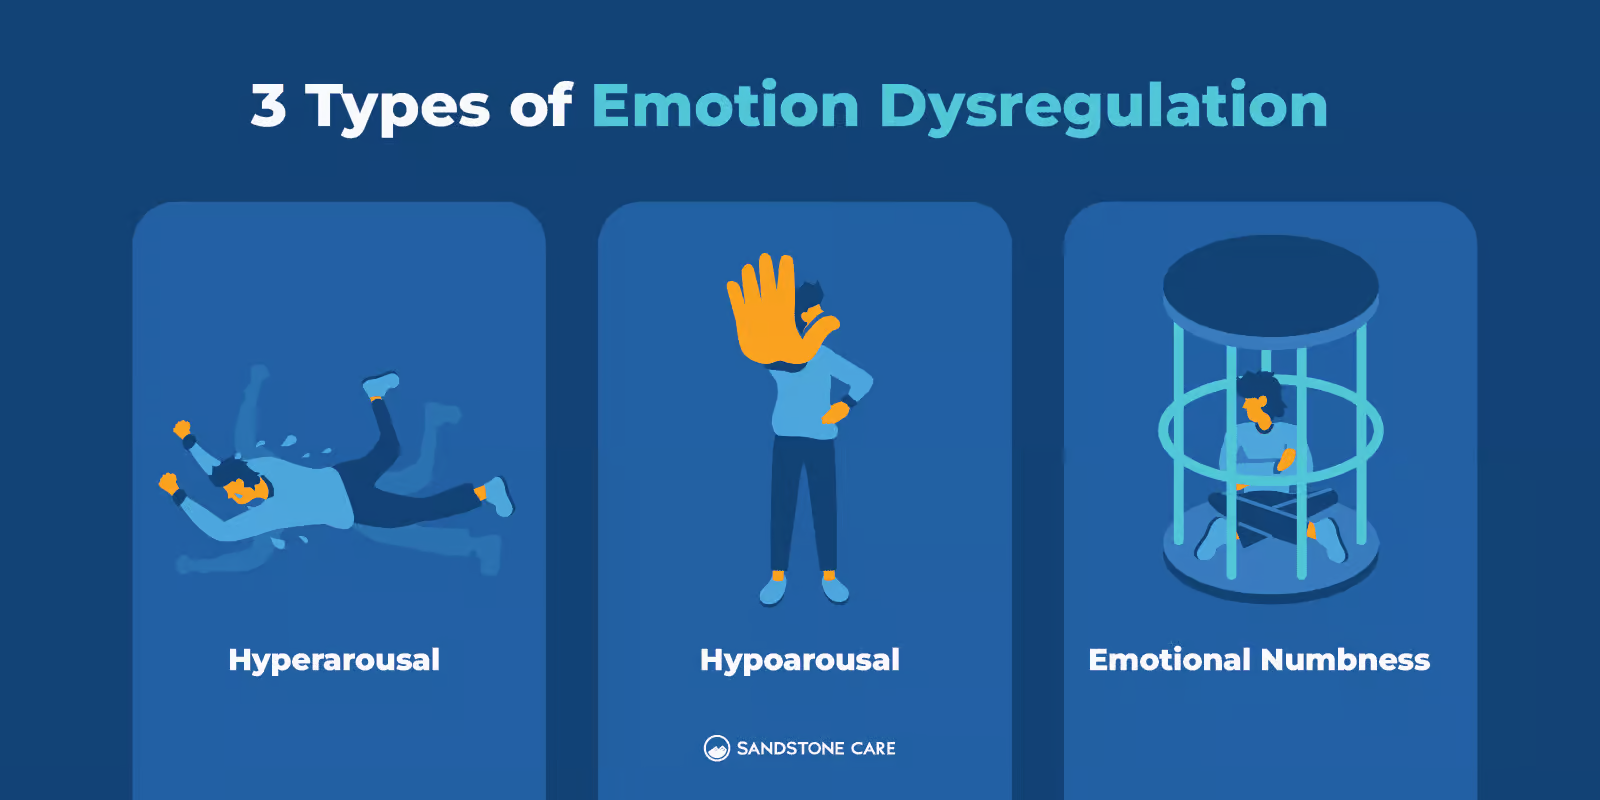 3 Types of Emotion Dysregulation
Hyperarousal
Hypoarousal
Emotional Numbness
SANDSTONE CARE